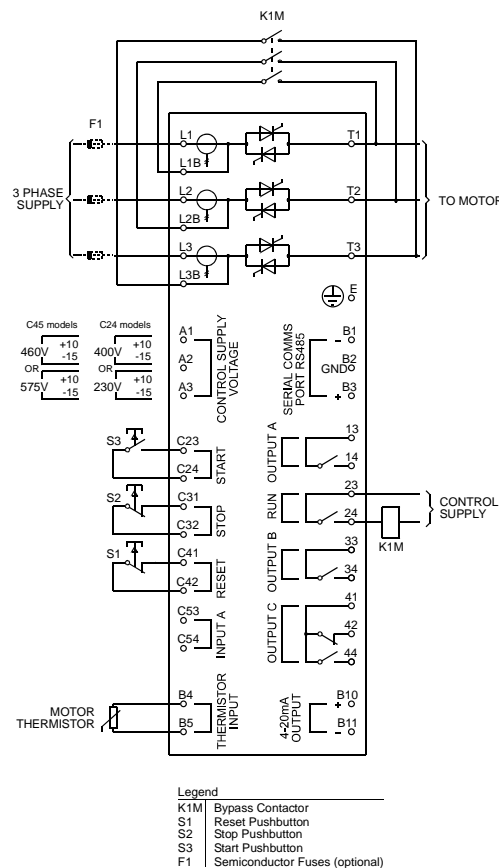 K1M
F1
L1
T1
L1B
3 PHASE
SUPPLY
L2
T2
L2B
TO MOTOR
L3
T3
L3B
E
C45 models
C24 models
460V +10 -15
400V +10 -15
OR
OR
575V +10 -15
230V +10 -15
A1
A2
A3
CONTROL SUPPLY
VOLTAGE
SERIAL COMMS
PORT RS485
- B1
GND B2
+ B3
S3
C23
C24
START
S2
C31
C32
STOP
S1
C41
C42
RESET
C53
C54
INPUT A
MOTOR
THERMISTOR
B4
B5
THERMISTOR
INPUT
OUTPUT A
13
14
RUN
23
24
CONTROL
SUPPLY
K1M
OUTPUT B
33
34
OUTPUT C
41
42
44
4-20mA
OUTPUT
+ B10
- B11
Legend
K1M Bypass Contactor
S1 Reset Pushbutton
S2 Stop Pushbutton
S3 Start Pushbutton
F1 Semiconductor Fuses (optional)